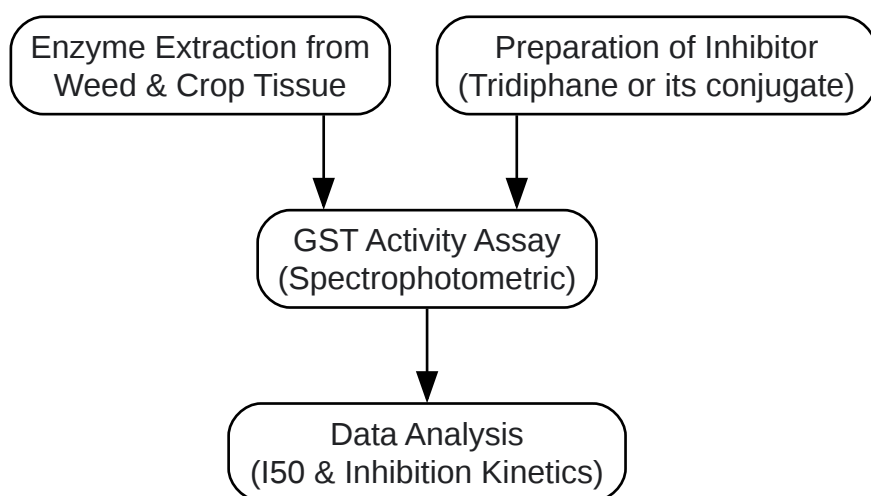 Enzyme Extraction from
Weed & Crop Tissue
Preparation of Inhibitor
(Tridiphane or its conjugate)
GST Activity Assay
(Spectrophotometric)
Data Analysis
(I50 & Inhibition Kinetics)